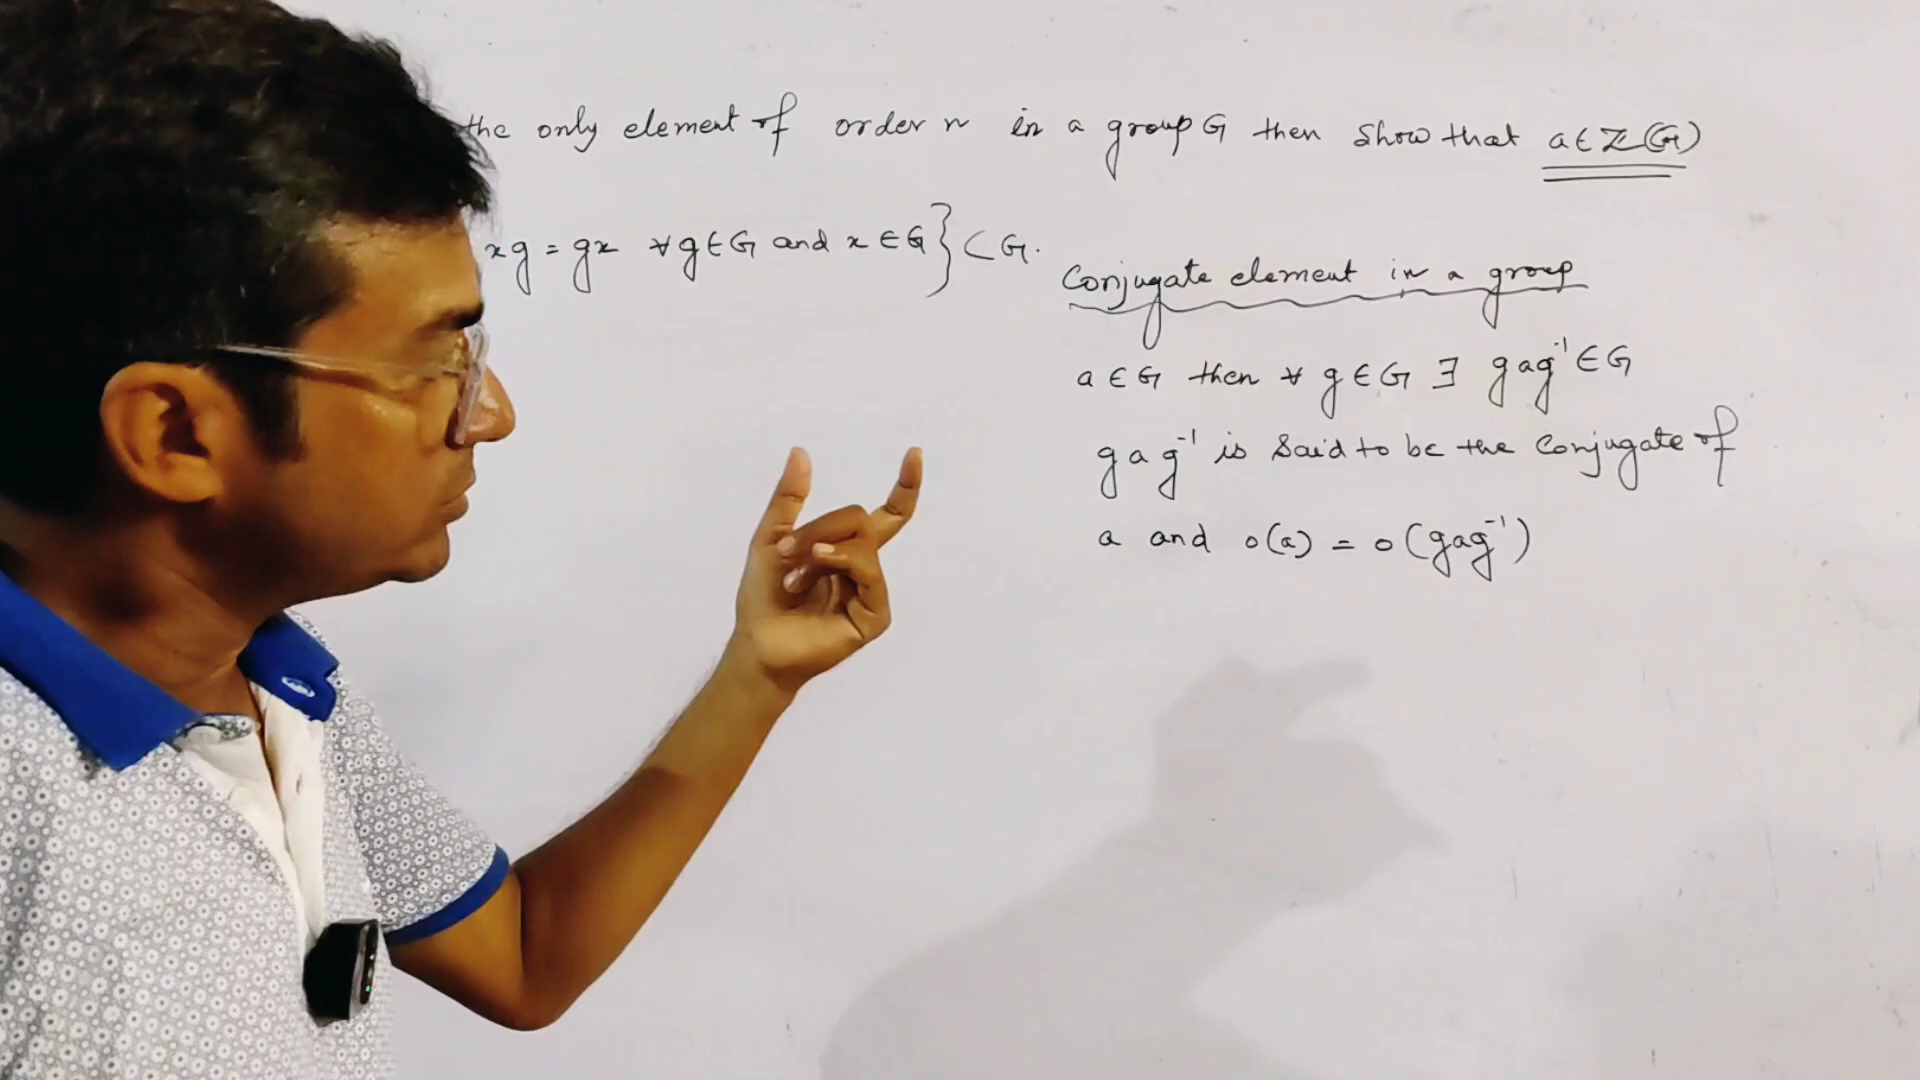 the only element of order n in a group G then show that a ∈ Z(G)
xg = gx ∀ g ∈ G and x ∈ G} ⊂ G.
Conjugate element in a group
a ∈ G then ∀ g ∈ G ∃ gag⁻¹ ∈ G
gag⁻¹ is said to be the conjugate of
a and o(a) = o(gag⁻¹)